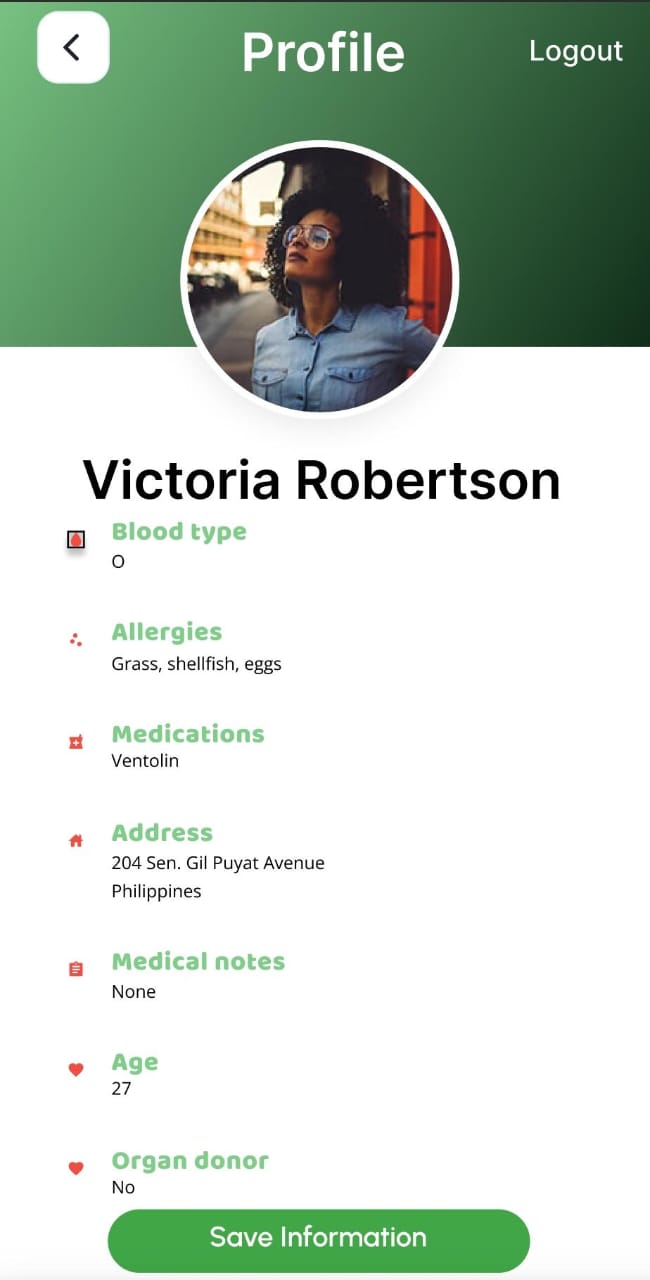 Profile
Logout
Victoria Robertson
Blood type
O
Allergies
Grass, shellfish, eggs
Medications
Ventolin
Address
204 Sen. Gil Puyat Avenue
Philippines
Medical notes
None
Age
27
Organ donor
No
Save Information